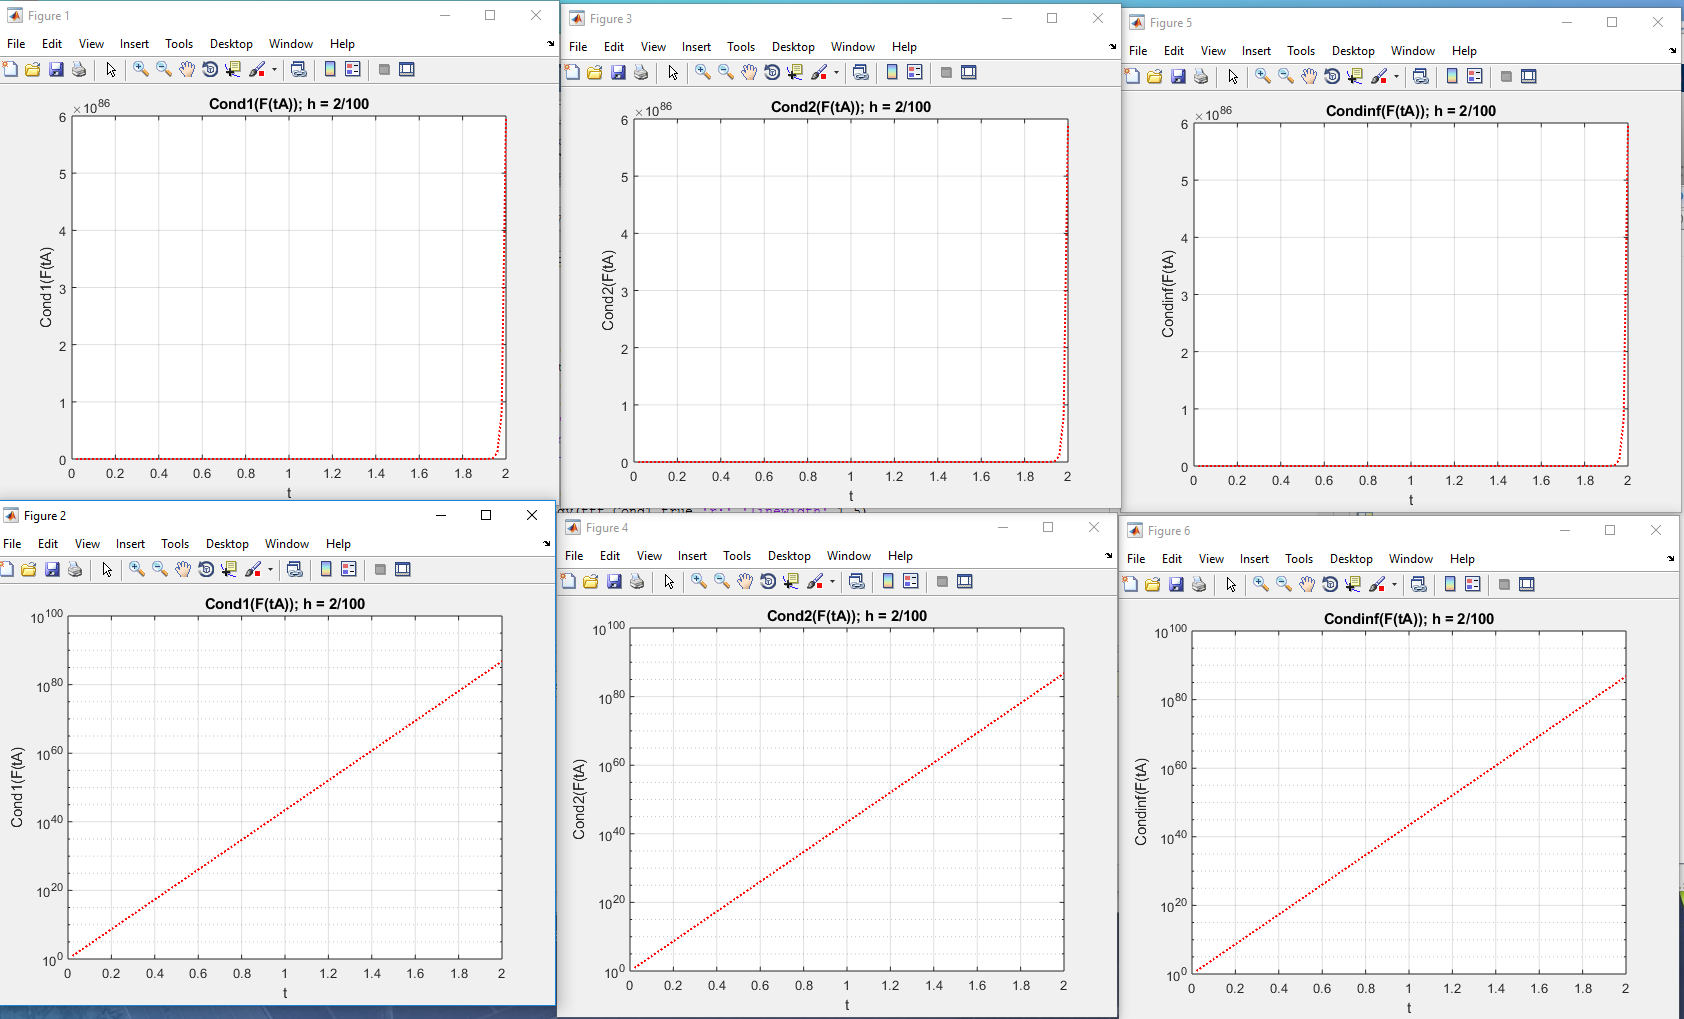 Figure 1
File Edit View Insert Tools Desktop Window Help
Cond1(F(tA)); h = 2/100
×10^86
6
5
4
3
2
1
0
Cond1(F(tA)
0 0.2 0.4 0.6 0.8 1 1.2 1.4 1.6 1.8 2
t
Figure 3
File Edit View Insert Tools Desktop Window Help
Cond2(F(tA)); h = 2/100
×10^86
6
5
4
3
2
1
0
Cond2(F(tA)
0 0.2 0.4 0.6 0.8 1 1.2 1.4 1.6 1.8 2
t
Figure 5
File Edit View Insert Tools Desktop Window Help
Condinf(F(tA)); h = 2/100
×10^86
6
5
4
3
2
1
0
Condinf(F(tA)
0 0.2 0.4 0.6 0.8 1 1.2 1.4 1.6 1.8 2
t
Figure 2
File Edit View Insert Tools Desktop Window Help
Cond1(F(tA)); h = 2/100
10^100
10^80
10^60
10^40
10^20
10^0
Cond1(F(tA)
0 0.2 0.4 0.6 0.8 1 1.2 1.4 1.6 1.8 2
t
Figure 4
File Edit View Insert Tools Desktop Window Help
Cond2(F(tA)); h = 2/100
10^100
10^80
10^60
10^40
10^20
10^0
Cond2(F(tA)
0 0.2 0.4 0.6 0.8 1 1.2 1.4 1.6 1.8 2
t
Figure 6
File Edit View Insert Tools Desktop Window Help
Condinf(F(tA)); h = 2/100
10^100
10^80
10^60
10^40
10^20
10^0
Condinf(F(tA)
0 0.2 0.4 0.6 0.8 1 1.2 1.4 1.6 1.8 2
t